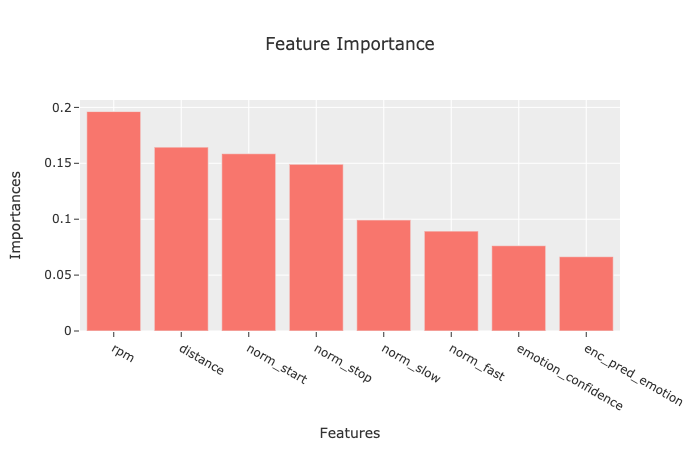 Feature Importance
Importances
0.2
0.15
0.1
0.05
0
rpm
distance
norm_start
norm_stop
norm_slow
norm_fast
emotion_confidence
enc_pred_emotion
Features